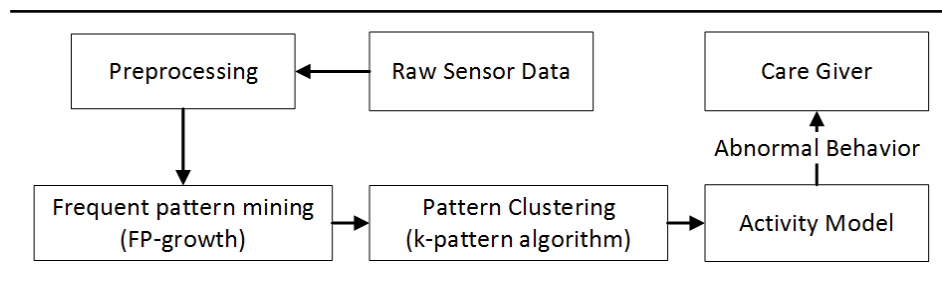 Preprocessing
Raw Sensor Data
Care Giver
Abnormal Behavior
Frequent pattern mining
(FP-growth)
Pattern Clustering
(k-pattern algorithm)
Activity Model